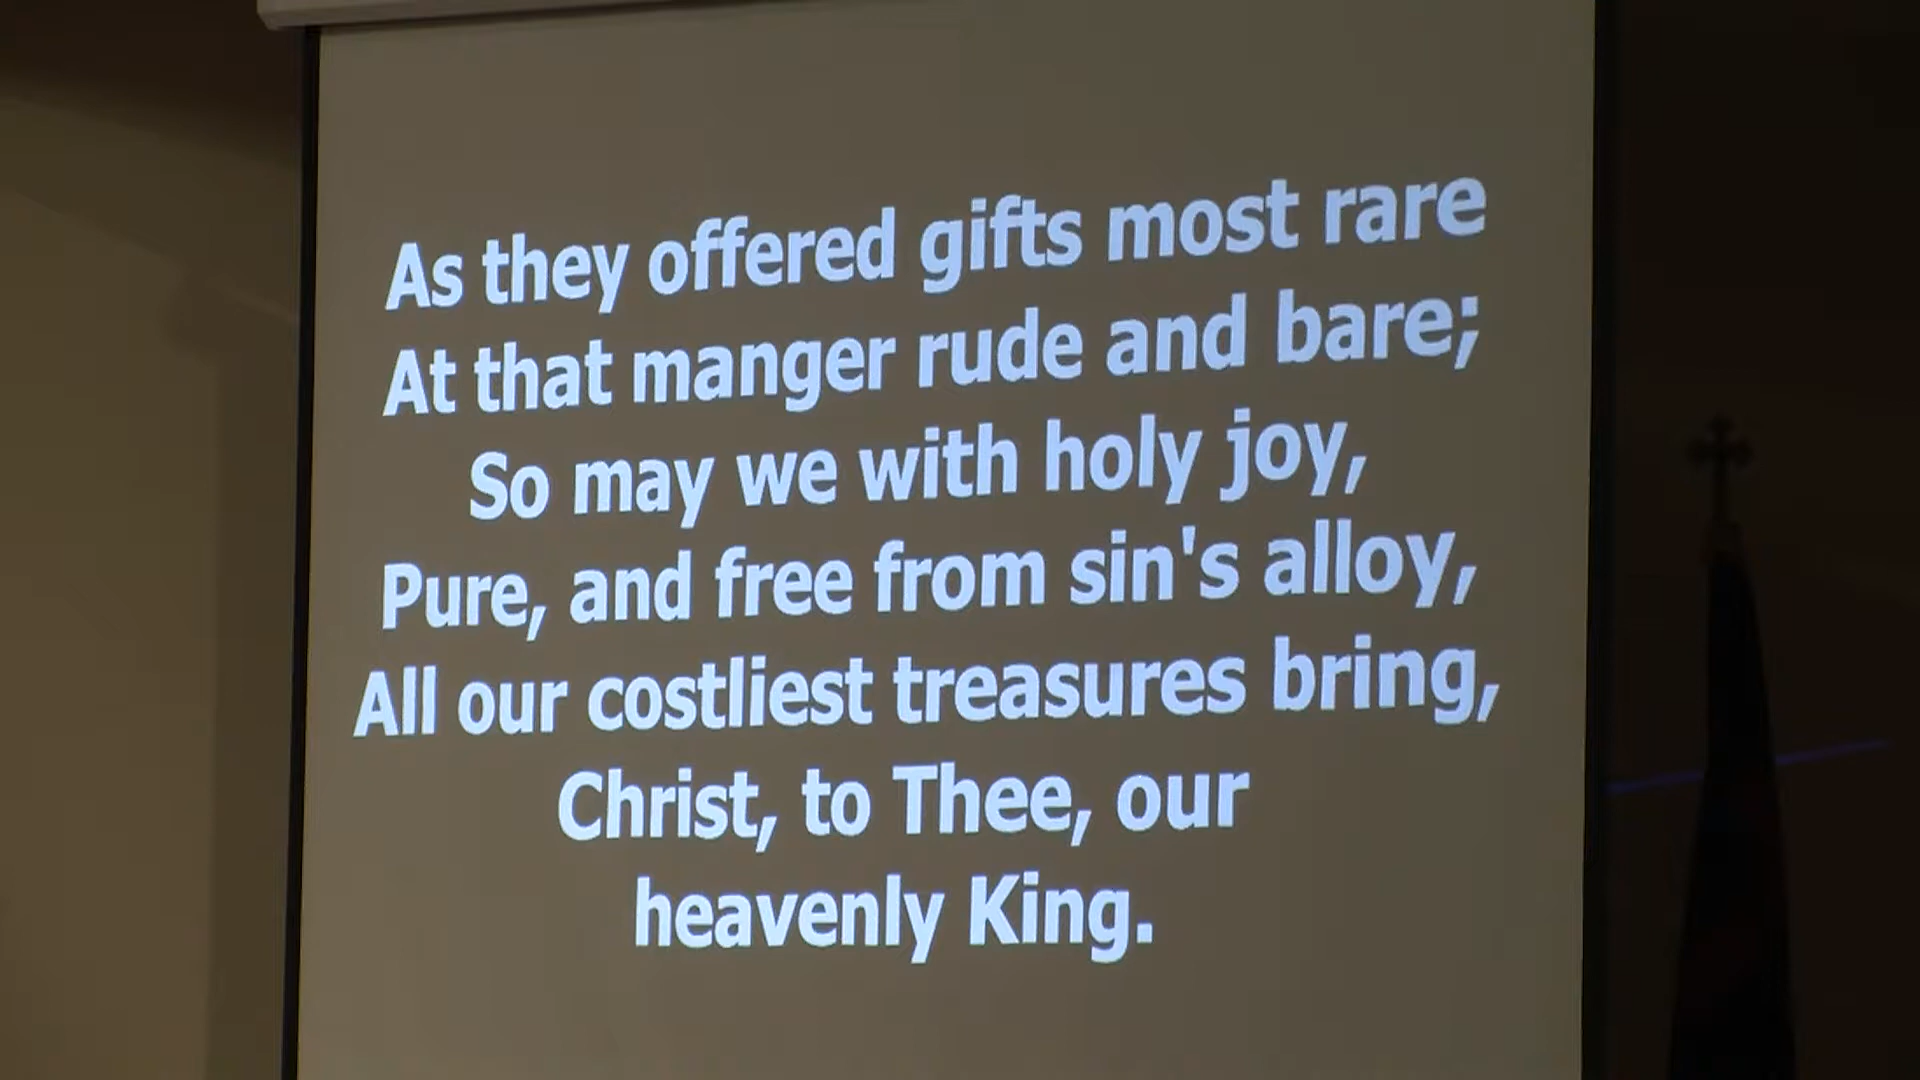 As they offered gifts most rare
At that manger rude and bare;
So may we with holy joy,
Pure, and free from sin's alloy,
All our costliest treasures bring,
Christ, to Thee, our
heavenly King.